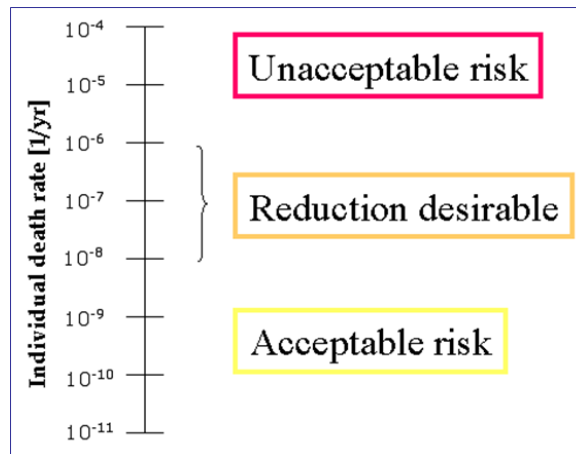 Individual death rate [1/yr]
10⁻⁴
10⁻⁵
10⁻⁶
10⁻⁷
10⁻⁸
10⁻⁹
10⁻¹⁰
10⁻¹¹
Unacceptable risk
Reduction desirable
Acceptable risk